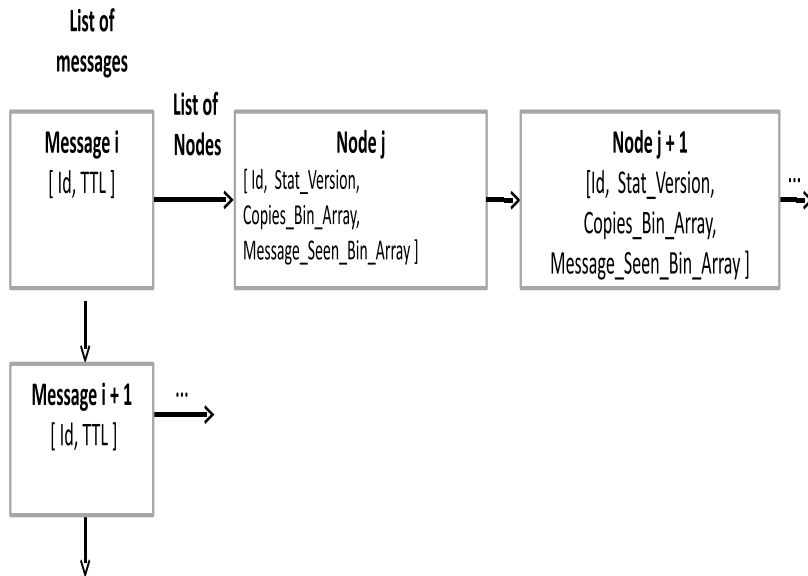 List of
messages
List of
Nodes
Message i
[ Id, TTL ]
Node j
[ Id, Stat_Version,
Copies_Bin_Array,
Message_Seen_Bin_Array ]
Node j + 1
[Id, Stat_Version,
Copies_Bin_Array,
Message_Seen_Bin_Array ]
...
Message i + 1
[ Id, TTL ]
...